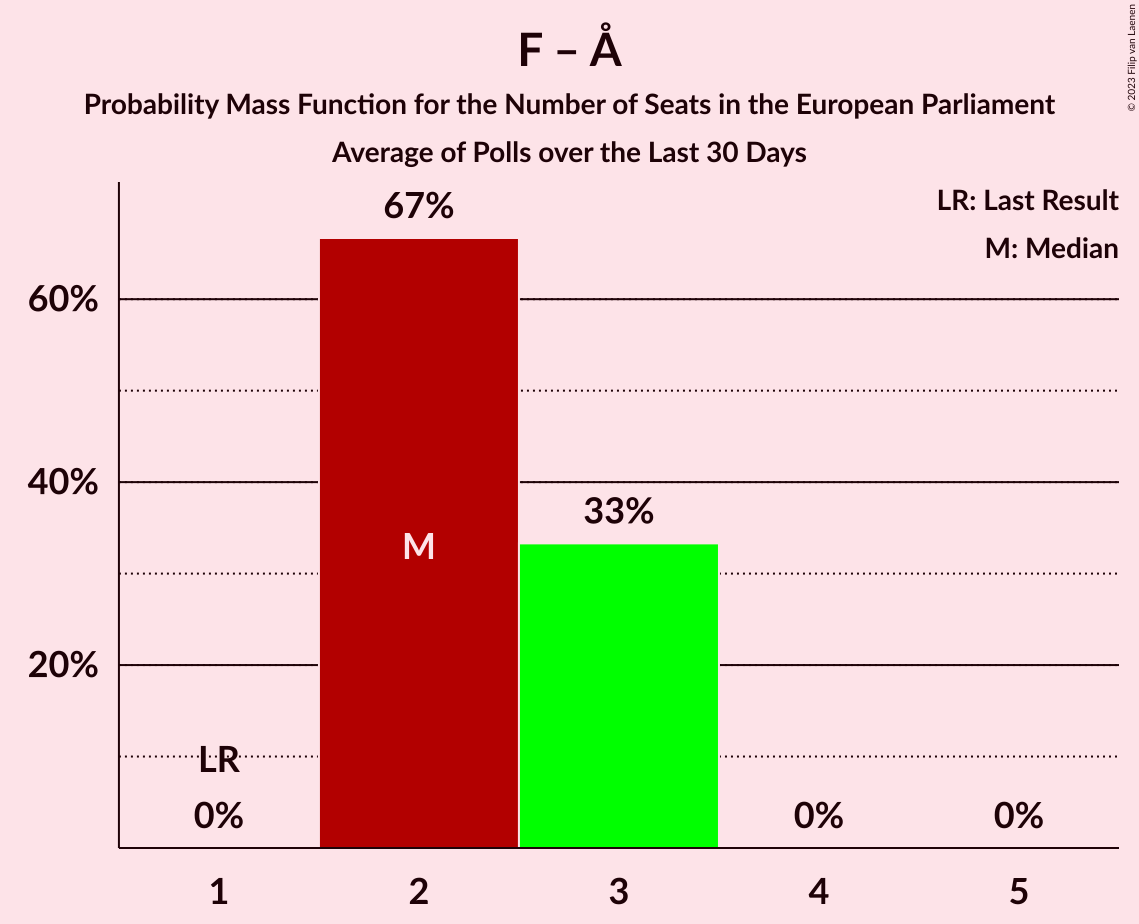 F – Å
Probability Mass Function for the Number of Seats in the European Parliament
Average of Polls over the Last 30 Days
© 2023 Filip van Laenen
LR: Last Result
M: Median
67%
60%
40%
33%
M
20%
LR
0%
0%
0%
1
2
3
4
5